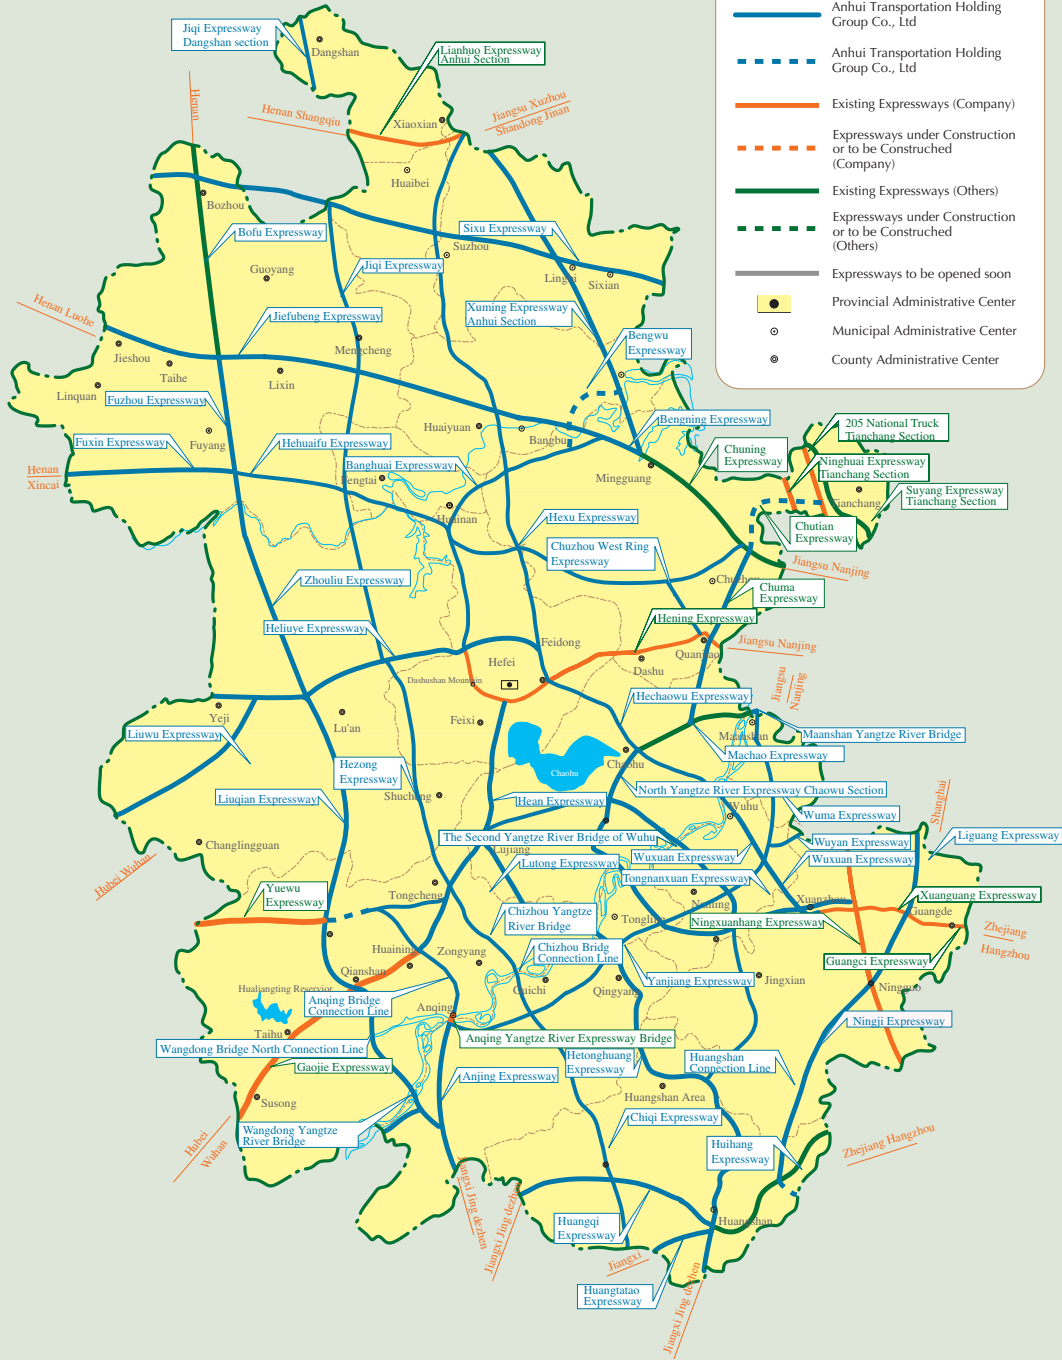 Anhui Transportation Holding
Group Co., Ltd
Anhui Transportation Holding
Group Co., Ltd
Existing Expressways (Company)
Expressways under Construction
or to be Construched
(Company)
Existing Expressways (Others)
Expressways under Construction
or to be Construched
(Others)
Expressways to be opened soon
Provincial Administrative Center
Municipal Administrative Center
County Administrative Center
Jiqi Expressway
Dangshan section
Dangshan
Lianhuo Expressway
Anhui Section
Henan
Henan Shangqiu
Xiaoxian
Jiangsu Xuzhou
Shandong Jinan
Huaibei
Bozhou
Bofu Expressway
Sixu Expressway
Suzhou
Jiqi Expressway
Guoyang
Lingbi
Sixian
Henan Luohe
Jiefubeng Expressway
Xuming Expressway
Anhui Section
Bengwu
Expressway
Jieshou
Mengcheng
Taihe
Lixin
Linquan
Fuzhou Expressway
Huaiyuan
Bangbu
Bengning Expressway
205 National Truck
Tianchang Section
Fuyang
Fuxin Expressway
Hehuaifu Expressway
Chuning
Expressway
Ninghuai Expressway
Tianchang Section
Henan
Xincai
Banghuai Expressway
Fengtai
Mingguang
Tianchang
Suyang Expressway
Tianchang Section
Huainan
Hexu Expressway
Chutian
Expressway
Chuzhou West Ring
Expressway
Jiangsu Nanjing
Zhouliu Expressway
Chuzhou
Chuma
Expressway
Heliuye Expressway
Hening Expressway
Feidong
Quanjiao
Jiangsu Nanjing
Hefei
Dashu
Dashushan Mountain
Jiangsu
Nanjing
Hechaowu Expressway
Yeji
Lu'an
Feixi
Liuwu Expressway
Maanshan
Maanshan Yangtze River Bridge
Machao Expressway
Chaohu
Chaohu
Hezong
Expressway
North Yangtze River Expressway Chaowu Section
Shucheng
Liuqian Expressway
Hean Expressway
Wuhu
Wuma Expressway
Shanghai
The Second Yangtze River Bridge of Wuhu
Liguang Expressway
Changlingguan
Lujiang
Wuyan Expressway
Wuxuan Expressway
Wuxuan Expressway
Hubei Wuhan
Lutong Expressway
Tongnanxuan Expressway
Yuewu
Expressway
Tongcheng
Nanling
Xuanzhou
Xuanguang Expressway
Chizhou Yangtze
River Bridge
Tongling
Ningxuanhang Expressway
Guangde
Zhejiang
Hangzhou
Huaining
Zongyang
Chizhou Bridg
Connection Line
Guangci Expressway
Qianshan
Hualiangting Reservior
Guichi
Qingyang
Yanjiang Expressway
Jingxian
Ningguo
Anqing Bridge
Connection Line
Anqing
Ningji Expressway
Taihu
Anqing Yangtze River Expressway Bridge
Wangdong Bridge North Connection Line
Hetonghuang
Expressway
Huangshan
Connection Line
Gaojie Expressway
Anjing Expressway
Susong
Huangshan Area
Chiqi Expressway
Wangdong Yangtze
River Bridge
Hubei
Wuhan
Huihang
Expressway
Zhejiang Hangzhou
Jiangxi Jing dezhen
Jiangxi Jing dezhen
Huangqi
Expressway
Huangshan
Jiangxi
Huangtatao
Expressway
Jiangxi Jing dezhen